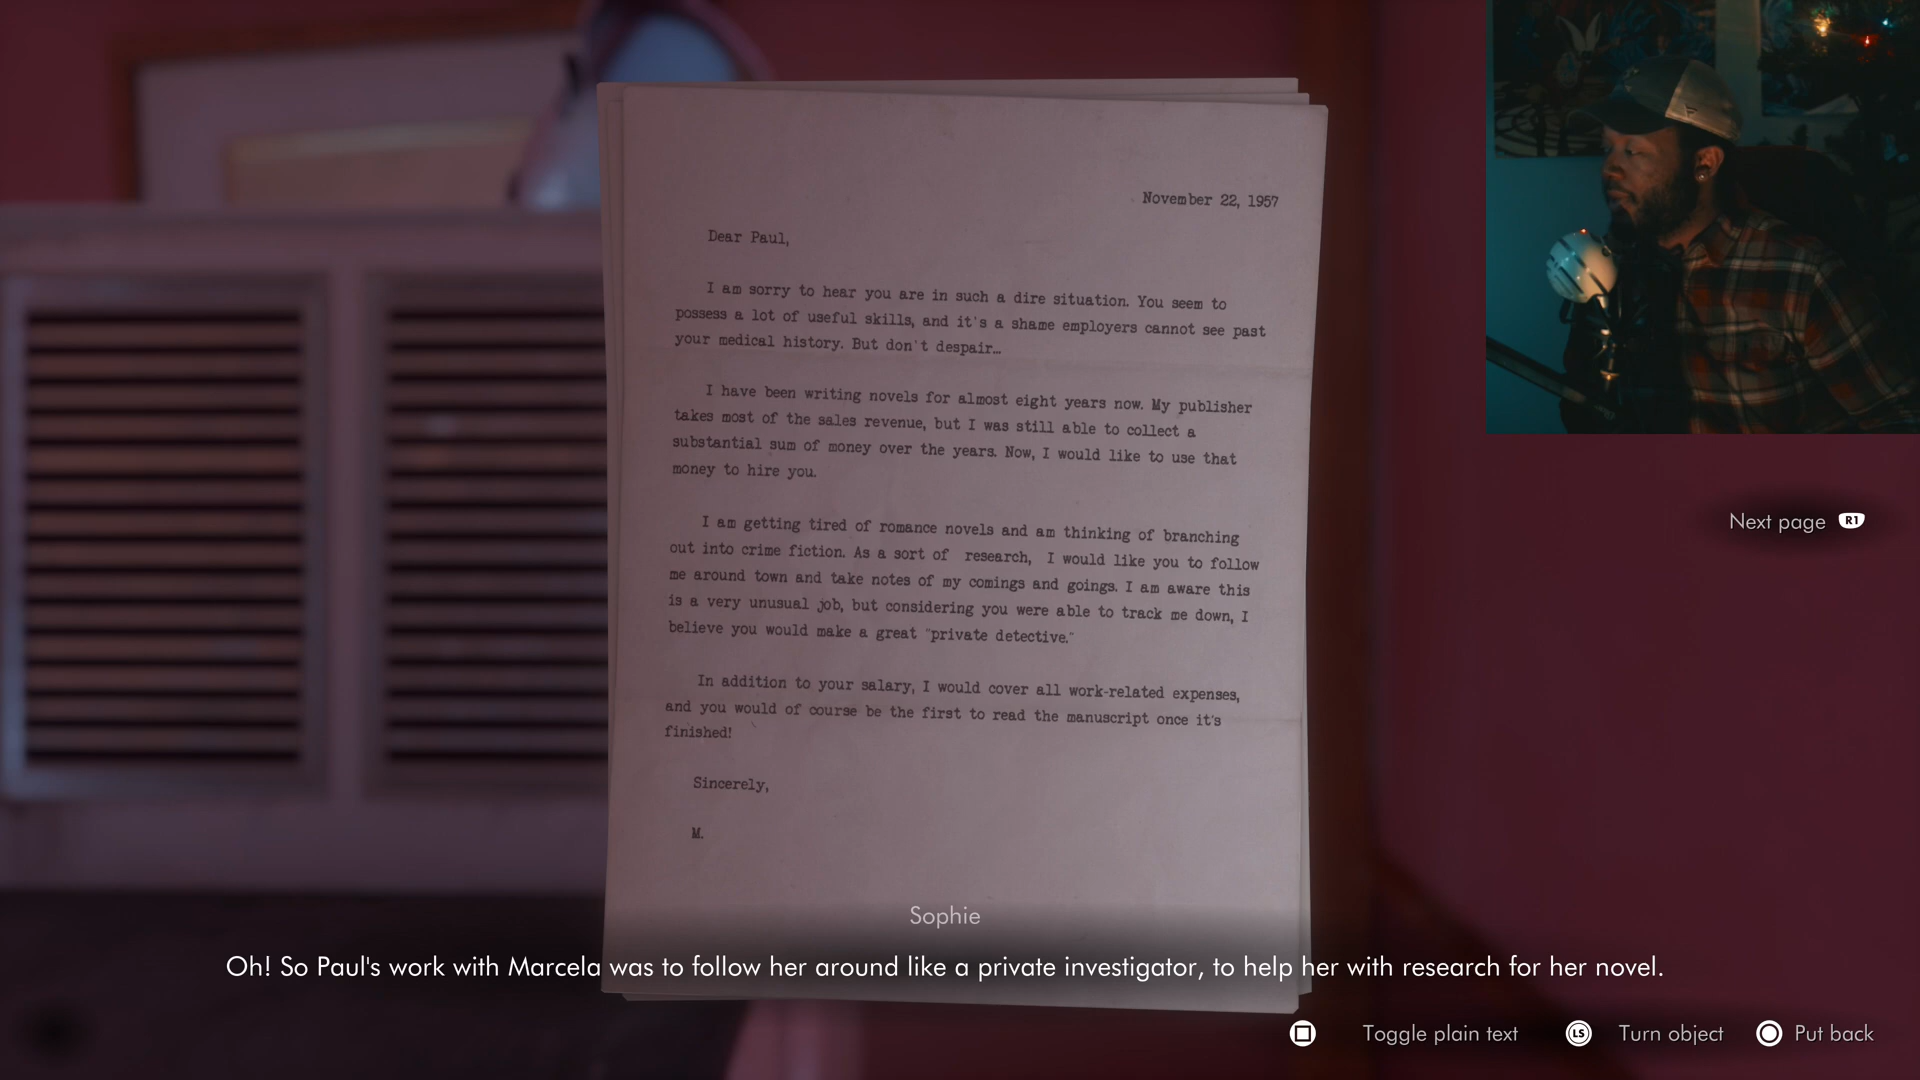 November 22, 1957
Dear Paul,
I am sorry to hear you are in such a dire situation. You seem to
possess a lot of useful skills, and it's a shame employers cannot see past
your medical history. But don't despair…
I have been writing novels for almost eight years now. My publisher
takes most of the sales revenue, but I was still able to collect a
substantial sum of money over the years. Now, I would like to use that
money to hire you.
I am getting tired of romance novels and am thinking of branching
out into crime fiction. As a sort of research, I would like you to follow
me around town and take notes of my comings and goings. I am aware this
is a very unusual job, but considering you were able to track me down, I
believe you would make a great "private detective."
In addition to your salary, I would cover all work-related expenses,
and you would of course be the first to read the manuscript once it's
finished!
Sincerely,
M.
Next page R1
Sophie
Oh! So Paul's work with Marcela was to follow her around like a private investigator, to help her with research for her novel.
Toggle plain text LS Turn object Put back